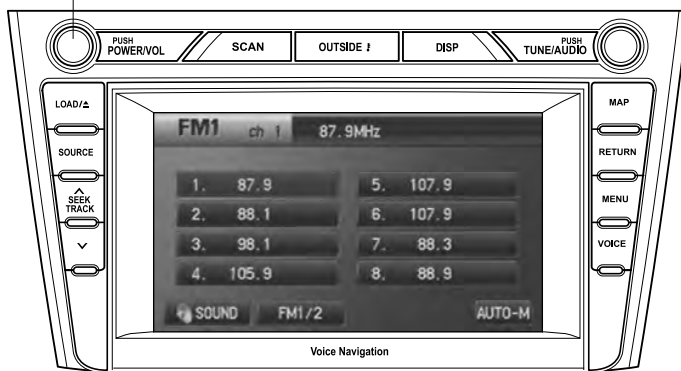 PUSH
POWER/VOL
SCAN
OUTSIDE
DISP
PUSH
TUNE/AUDIO
LOAD/≜
SOURCE
SEEK
TRACK
MAP
RETURN
MENU
VOICE
FM1 ch 1 87.9MHz
1. 87.9
2. 88.1
3. 98.1
4. 105.9
5. 107.9
6. 107.9
7. 88.3
8. 88.9
SOUND
FM1/2
AUTO-M
Voice Navigation